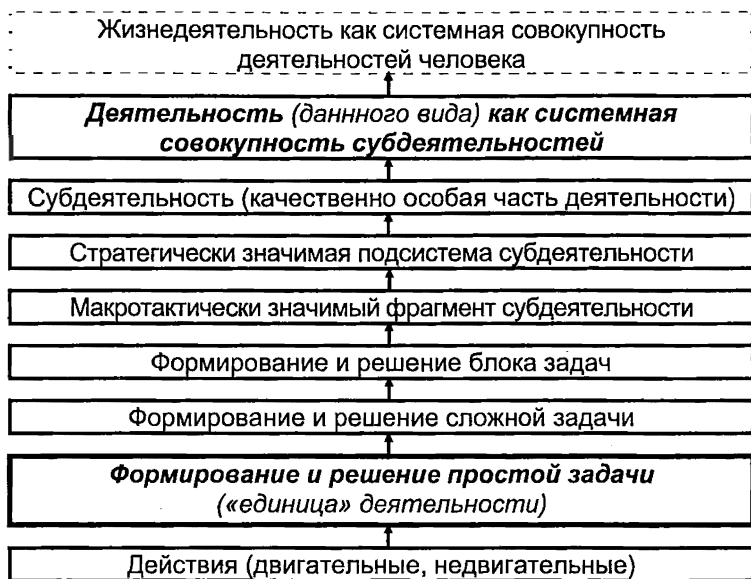 Жизнедеятельность как системная совокупность
деятельностей человека
Деятельность (даннного вида) как системная
совокупность субдеятельностей
Субдеятельность (качественно особая часть деятельности)
Стратегически значимая подсистема субдеятельности
Макротактически значимый фрагмент субдеятельности
Формирование и решение блока задач
Формирование и решение сложной задачи
Формирование и решение простой задачи
(«единица» деятельности)
Действия (двигательные, недвигательные)